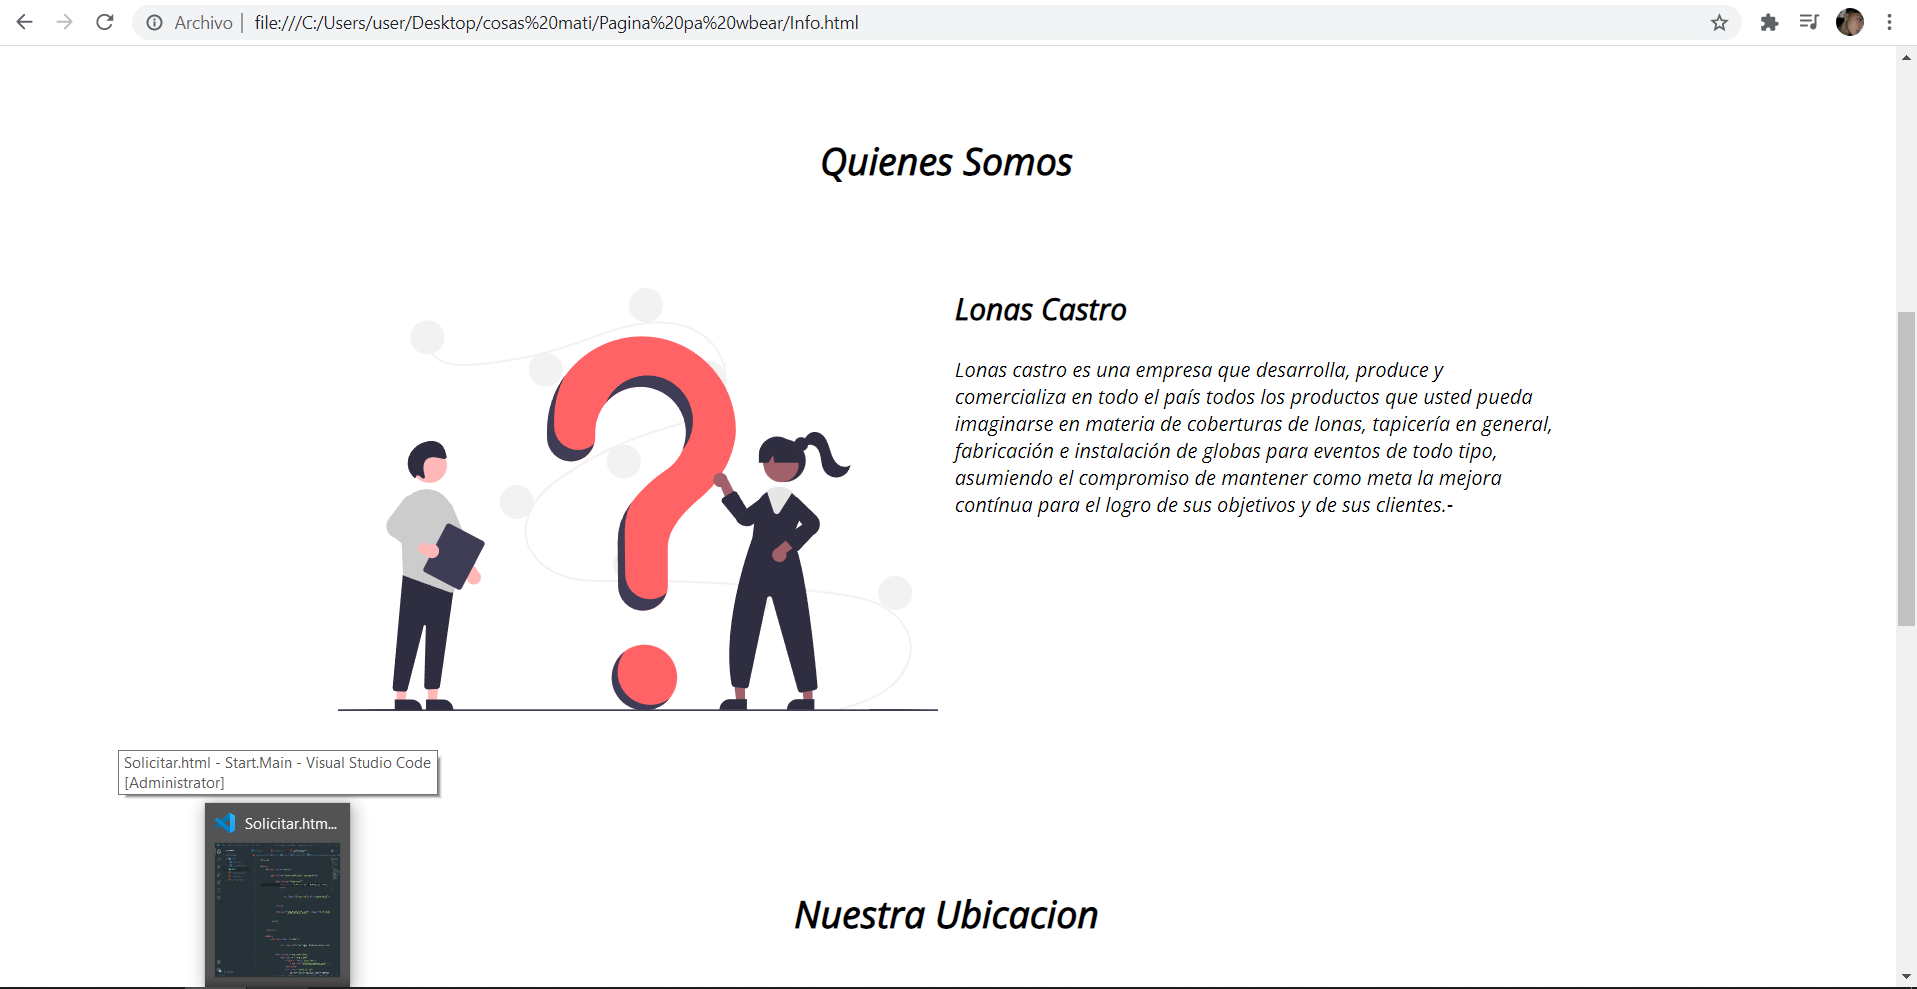 Archivo | file:///C:/Users/user/Desktop/cosas%20mati/Pagina%20pa%20wbear/Info.html
Quienes Somos
Lonas Castro
Lonas castro es una empresa que desarrolla, produce y
comercializa en todo el país todos los productos que usted pueda
imaginarse en materia de coberturas de lonas, tapicería en general,
fabricación e instalación de globas para eventos de todo tipo,
asumiendo el compromiso de mantener como meta la mejora
contínua para el logro de sus objetivos y de sus clientes.-
Solicitar.html - Start.Main - Visual Studio Code
[Administrator]
Solicitar.htm...
Nuestra Ubicacion